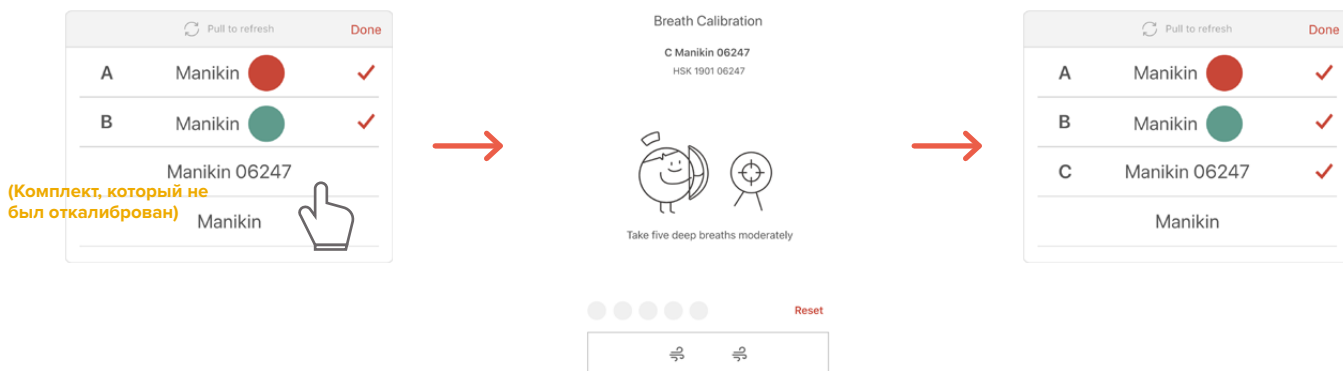 Pull to refresh Done
A Manikin
B Manikin
Manikin 06247
(Комплект, который не
был откалиброван)
Manikin
Breath Calibration
C Manikin 06247
HSK 1901 06247
Take five deep breaths moderately
Reset
Pull to refresh Done
A Manikin
B Manikin
C Manikin 06247
Manikin